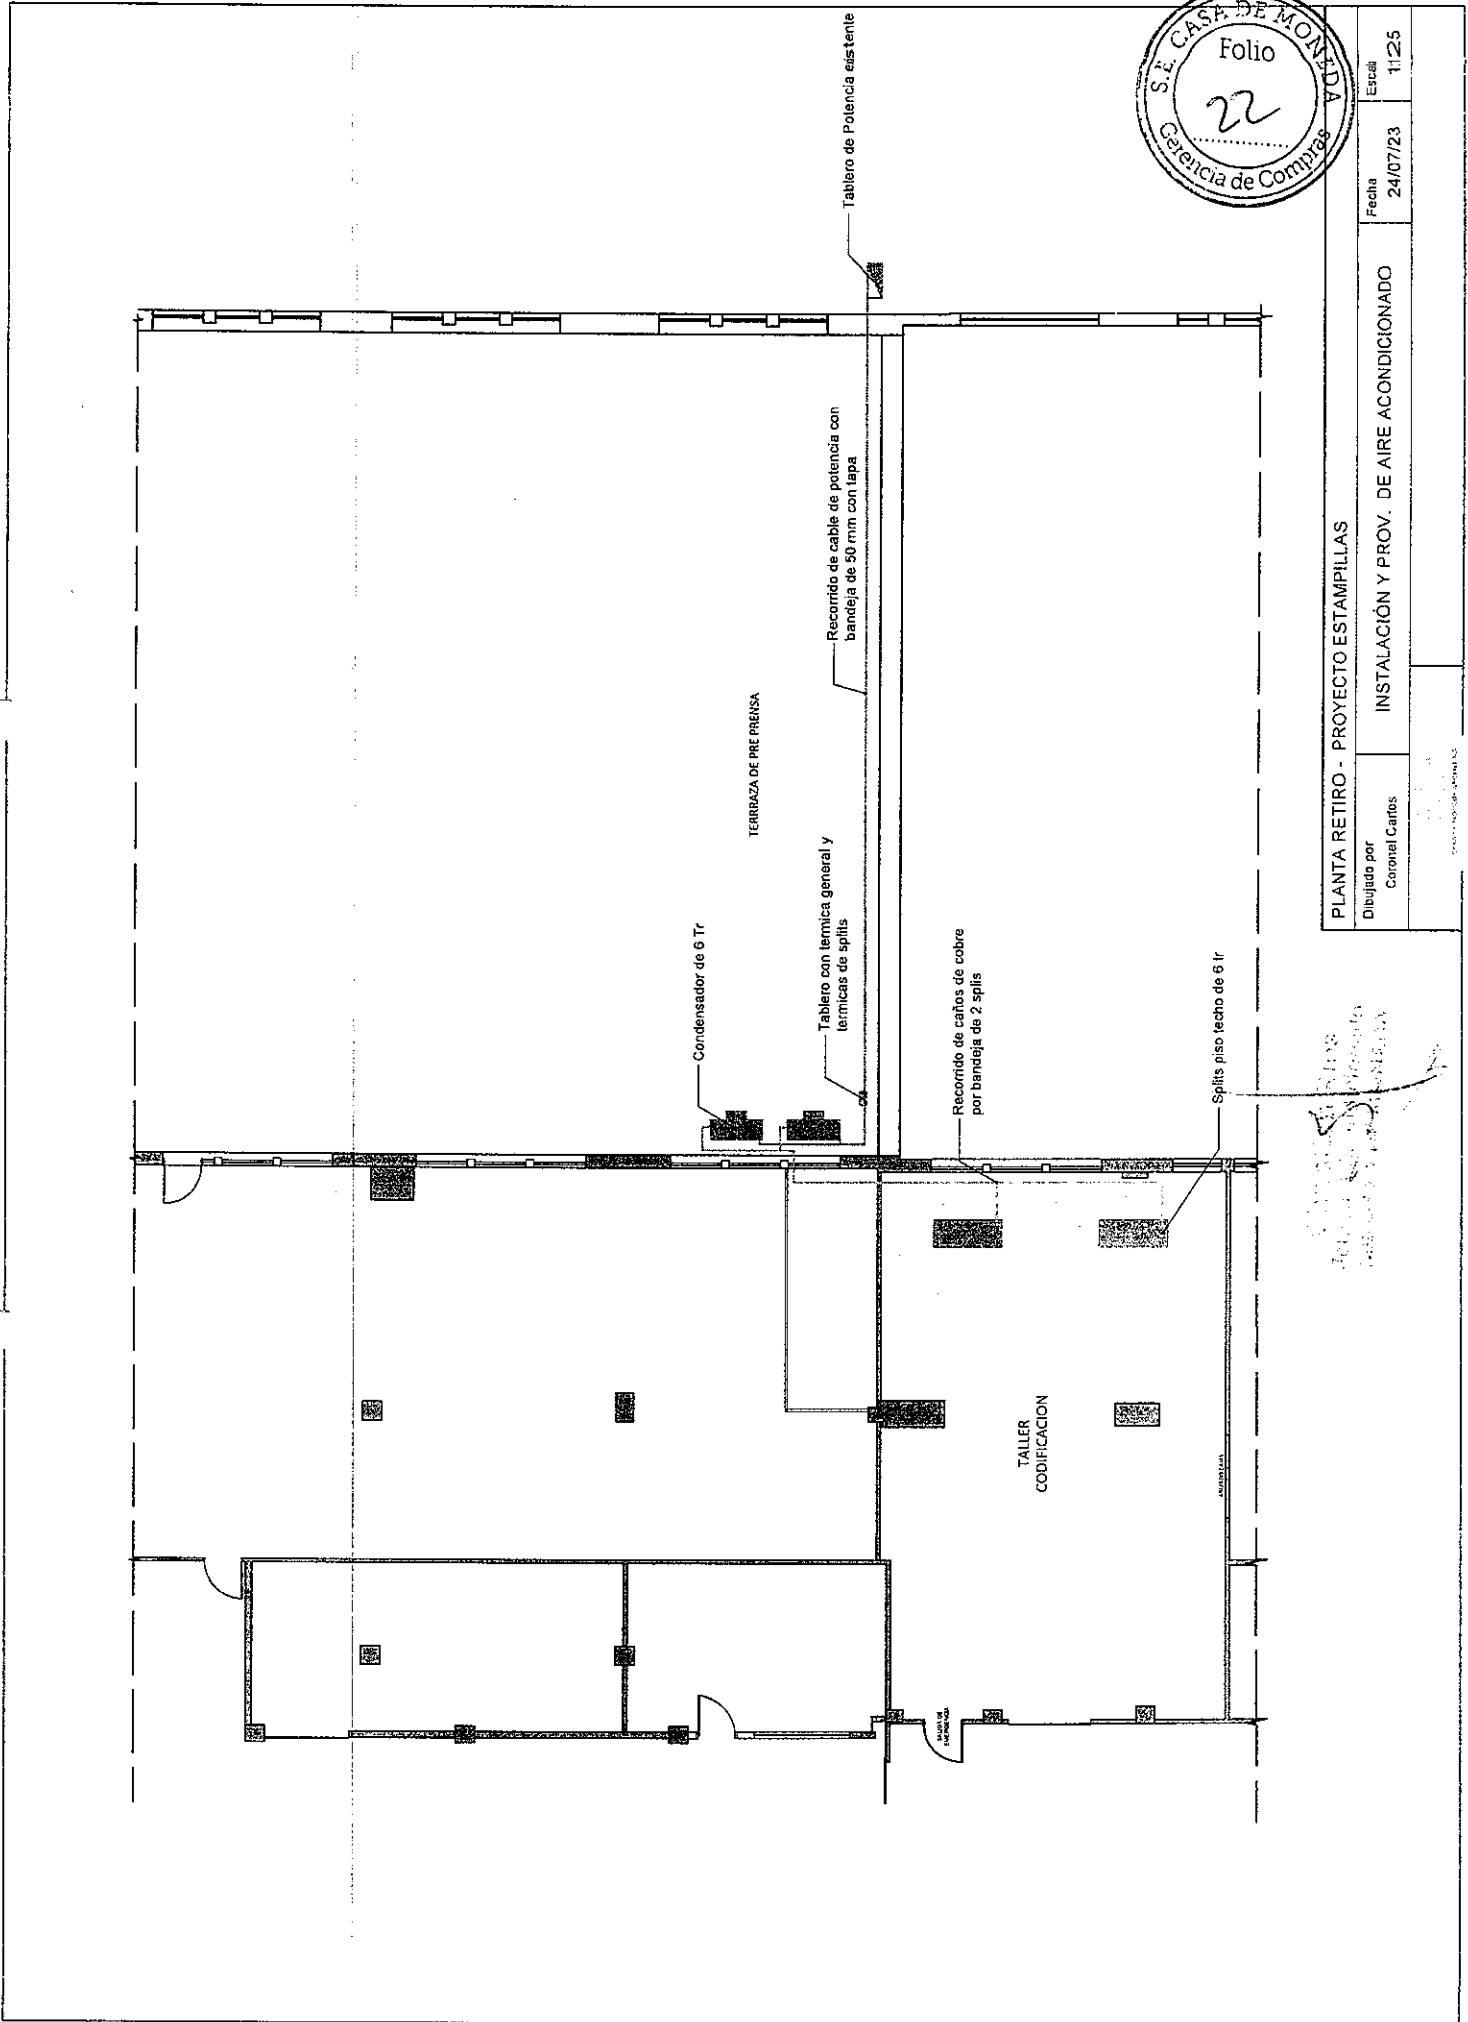 S.E. CASA DE MONEDA
Folio
22
Gerencia de Compras
Tablero de Potencia existente
Recorrido de cable de potencia con
bandeja de 50 mm con tapa
TERRAZA DE PRE PRENSA
Condensador de 6 Tr
Tablero con termica general y
termicas de splits
Recorrido de caños de cobre
por bandeja de 2 splis
Splits piso techo de 6 tr
TALLER
CODIFICACION
SALIDA DE
EMERGENCIA
PLANTA RETIRO - PROYECTO ESTAMPILLAS
Dibujado por
Coronel Carlos
INSTALACIÓN Y PROV. DE AIRE ACONDICIONADO
Fecha
24/07/23
Escal
1:125